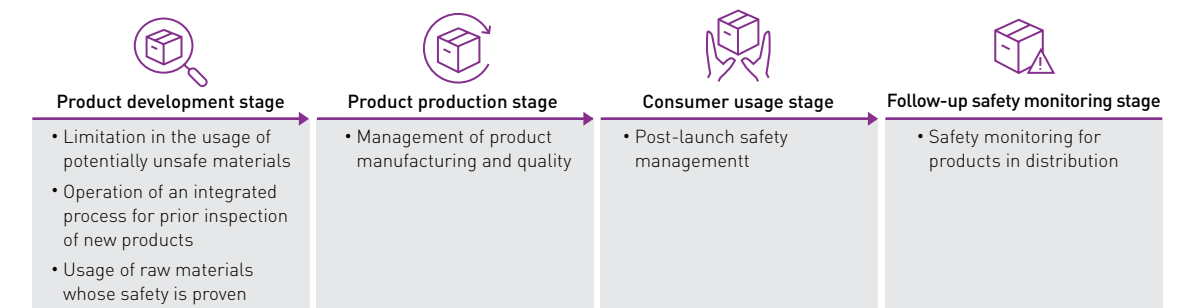 Product development stage
• Limitation in the usage of
potentially unsafe materials
• Operation of an integrated
process for prior inspection
of new products
• Usage of raw materials
whose safety is proven
Product production stage
• Management of product
manufacturing and quality
Consumer usage stage
• Post-launch safety
managementt
Follow-up safety monitoring stage
• Safety monitoring for
products in distribution